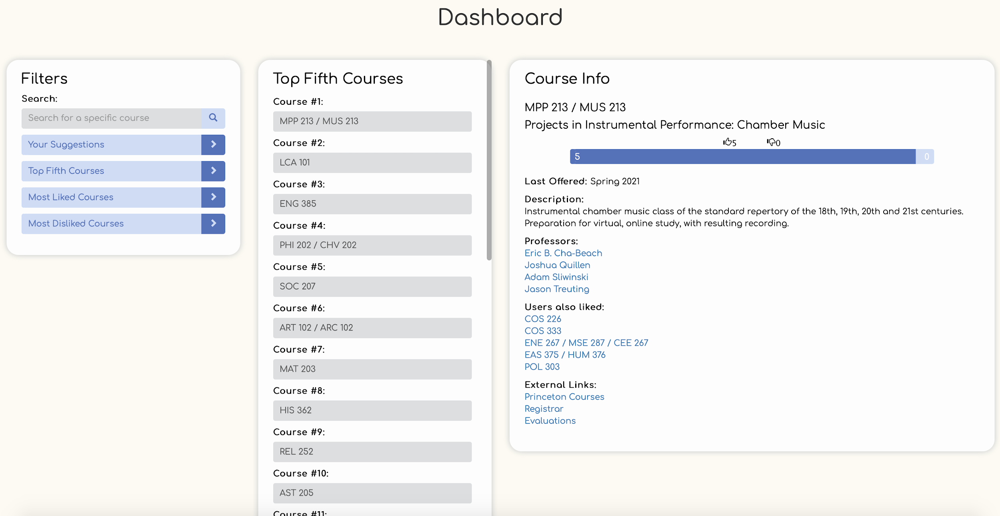 Dashboard
Filters
Search:
Search for a specific course
Your Suggestions
Top Fifth Courses
Most Liked Courses
Most Disliked Courses
Top Fifth Courses
Course #1:
MPP 213 / MUS 213
Course #2:
LCA 101
Course #3:
ENG 385
Course #4:
PHI 202 / CHV 202
Course #5:
SOC 207
Course #6:
ART 102 / ARC 102
Course #7:
MAT 203
Course #8:
HIS 362
Course #9:
REL 252
Course #10:
AST 205
Course #11:
Course Info
MPP 213 / MUS 213
Projects in Instrumental Performance: Chamber Music
5 0
5 0
Last Offered: Spring 2021
Description:
Instrumental chamber music class of the standard repertory of the 18th, 19th, 20th and 21st centuries.
Preparation for virtual, online study, with resulting recording.
Professors:
Eric B. Cha-Beach
Joshua Quillen
Adam Sliwinski
Jason Treuting
Users also liked:
COS 226
COS 333
ENE 267 / MSE 287 / CEE 267
EAS 375 / HUM 376
POL 303
External Links:
Princeton Courses
Registrar
Evaluations